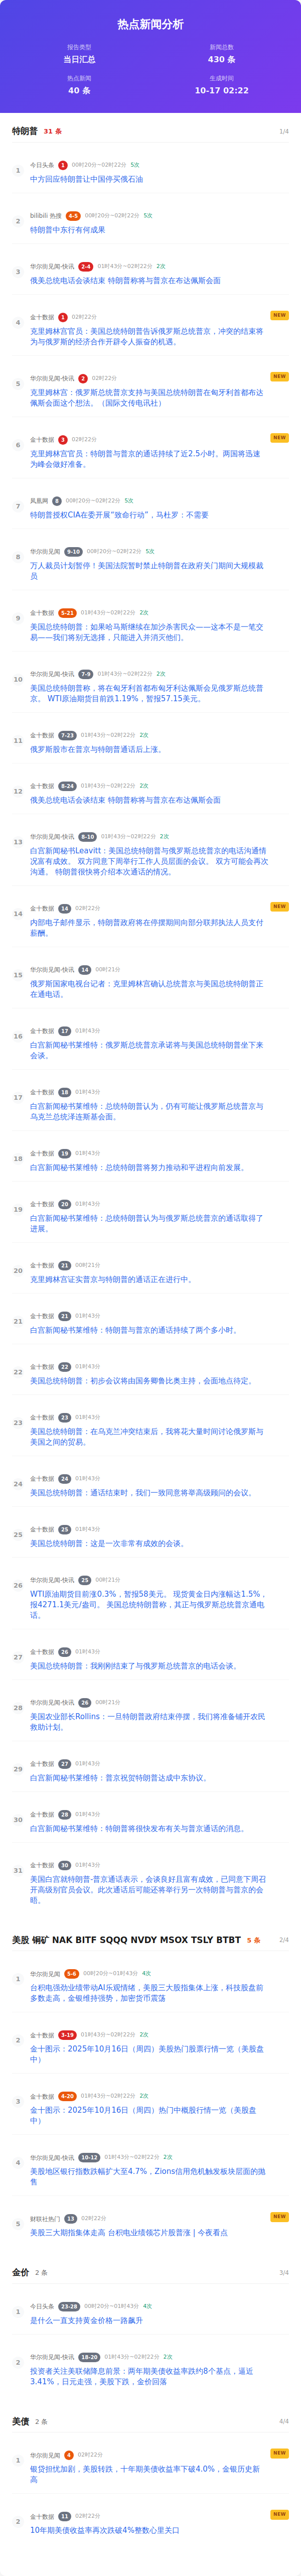 热点新闻分析
报告类型
新闻总数
当日汇总
430 条
热点新闻
生成时间
40 条
10-17 02:22
特朗普 31 条 1/4
1
今日头条 1 00时20分~02时22分 5次
中方回应特朗普让中国停买俄石油
2
bilibili 热搜 4-5 00时20分~02时22分 5次
特朗普中东行有何成果
3
华尔街见闻-快讯 2-4 01时43分~02时22分 2次
俄美总统电话会谈结束 特朗普称将与普京在布达佩斯会面
NEW
4
金十数据 1 02时22分
克里姆林宫官员：美国总统特朗普告诉俄罗斯总统普京，冲突的结束将
为与俄罗斯的经济合作开辟令人振奋的机遇。
NEW
5
华尔街见闻-快讯 2 02时22分
克里姆林宫：俄罗斯总统普京支持与美国总统特朗普在匈牙利首都布达
佩斯会面这个想法。（国际文传电讯社）
NEW
6
金十数据 3 02时22分
克里姆林宫官员：特朗普与普京的通话持续了近2.5小时。两国将迅速
为峰会做好准备。
7
凤凰网 8 00时20分~02时22分 5次
特朗普授权CIA在委开展“致命行动”，马杜罗：不需要
8
华尔街见闻 9-10 00时20分~02时22分 5次
万人裁员计划暂停！美国法院暂时禁止特朗普在政府关门期间大规模裁
员
9
金十数据 5-21 01时43分~02时22分 2次
美国总统特朗普：如果哈马斯继续在加沙杀害民众——这本不是一笔交
易——我们将别无选择，只能进入并消灭他们。
10
华尔街见闻-快讯 7-9 01时43分~02时22分 2次
美国总统特朗普称，将在匈牙利首都布匈牙利达佩斯会见俄罗斯总统普
京。 WTI原油期货目前跌1.19%，暂报57.15美元。
11
金十数据 7-23 01时43分~02时22分 2次
俄罗斯股市在普京与特朗普通话后上涨。
12
金十数据 8-24 01时43分~02时22分 2次
俄美总统电话会谈结束 特朗普称将与普京在布达佩斯会面
13
华尔街见闻-快讯 8-10 01时43分~02时22分 2次
白宫新闻秘书Leavitt：美国总统特朗普与俄罗斯总统普京的电话沟通情
况富有成效。 双方同意下周举行工作人员层面的会议。 双方可能会再次
沟通。 特朗普很快将介绍本次通话的情况。
NEW
14
金十数据 14 02时22分
内部电子邮件显示，特朗普政府将在停摆期间向部分联邦执法人员支付
薪酬。
15
华尔街见闻-快讯 14 00时21分
俄罗斯国家电视台记者：克里姆林宫确认总统普京与美国总统特朗普正
在通电话。
16
金十数据 17 01时43分
白宫新闻秘书莱维特：俄罗斯总统普京承诺将与美国总统特朗普坐下来
会谈。
17
金十数据 18 01时43分
白宫新闻秘书莱维特：总统特朗普认为，仍有可能让俄罗斯总统普京与
乌克兰总统泽连斯基会面。
18
金十数据 19 01时43分
白宫新闻秘书莱维特：总统特朗普将努力推动和平进程向前发展。
19
金十数据 20 01时43分
白宫新闻秘书莱维特：总统特朗普认为与俄罗斯总统普京的通话取得了
进展。
20
金十数据 21 00时21分
克里姆林宫证实普京与特朗普的通话正在进行中。
21
金十数据 21 01时43分
白宫新闻秘书莱维特：特朗普与普京的通话持续了两个多小时。
22
金十数据 22 01时43分
美国总统特朗普：初步会议将由国务卿鲁比奥主持，会面地点待定。
23
金十数据 23 01时43分
美国总统特朗普：在乌克兰冲突结束后，我将花大量时间讨论俄罗斯与
美国之间的贸易。
24
金十数据 24 01时43分
美国总统特朗普：通话结束时，我们一致同意将举高级顾问的会议。
25
金十数据 25 01时43分
美国总统特朗普：这是一次非常有成效的会谈。
26
华尔街见闻-快讯 25 00时21分
WTI原油期货目前涨0.3%，暂报58美元。 现货黄金日内涨幅达1.5%，
报4271.1美元/盎司。 美国总统特朗普称，其正与俄罗斯总统普京通电
话。
27
金十数据 26 01时43分
美国总统特朗普：我刚刚结束了与俄罗斯总统普京的电话会谈。
28
华尔街见闻-快讯 26 00时21分
美国农业部长Rollins：一旦特朗普政府结束停摆，我们将准备铺开农民
救助计划。
29
金十数据 27 01时43分
白宫新闻秘书莱维特：普京祝贺特朗普达成中东协议。
30
金十数据 28 01时43分
白宫新闻秘书莱维特：特朗普将很快发布有关与普京通话的消息。
31
金十数据 30 01时43分
美国白宫就特朗普-普京通话表示，会谈良好且富有成效，已同意下周召
开高级别官员会议。此次通话后可能还将举行另一次特朗普与普京的会
晤。
美股 铜矿 NAK BITF SQQQ NVDY MSOX TSLY BTBT 5 条 2/4
1
华尔街见闻 5-6 00时20分~01时43分 4次
台积电强劲业绩带动AI乐观情绪，美股三大股指集体上涨，科技股盘前
多数走高，金银维持强势，加密货币震荡
2
金十数据 3-19 01时43分~02时22分 2次
金十图示：2025年10月16日（周四）美股热门股票行情一览（美股盘
中）
3
金十数据 4-20 01时43分~02时22分 2次
金十图示：2025年10月16日（周四）热门中概股行情一览（美股盘
中）
4
华尔街见闻-快讯 10-12 01时43分~02时22分 2次
美股地区银行指数跌幅扩大至4.7%，Zions信用危机触发板块层面的抛
售
NEW
5
财联社热门 13 02时22分
美股三大期指集体走高 台积电业绩领芯片股普涨丨今夜看点
金价 2 条 3/4
1
今日头条 23-28 00时20分~01时43分 4次
是什么一直支持黄金价格一路飙升
2
华尔街见闻-快讯 18-20 01时43分~02时22分 2次
投资者关注美联储降息前景：两年期美债收益率跌约8个基点，逼近
3.41%，日元走强，美股下跌，金价回落
美债 2 条 4/4
NEW
1
华尔街见闻 4 02时22分
银贷担忧加剧，美股转跌，十年期美债收益率下破4.0%，金银历史新
高
NEW
2
金十数据 11 02时22分
10年期美债收益率再次跌破4%整数心里关口